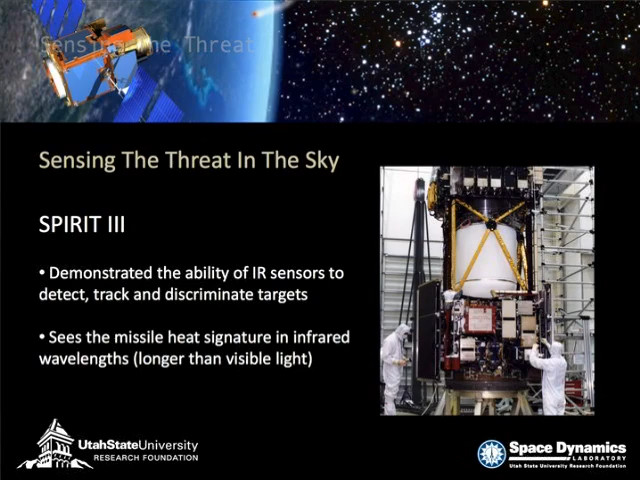 Sensing The Threat
Sensing The Threat In The Sky
SPIRIT III
• Demonstrated the ability of IR sensors to
detect, track and discriminate targets
• Sees the missile heat signature in infrared
wavelengths (longer than visible light)
UtahStateUniversity
RESEARCH FOUNDATION
Space Dynamics
LABORATORY
Utah State University Research Foundation